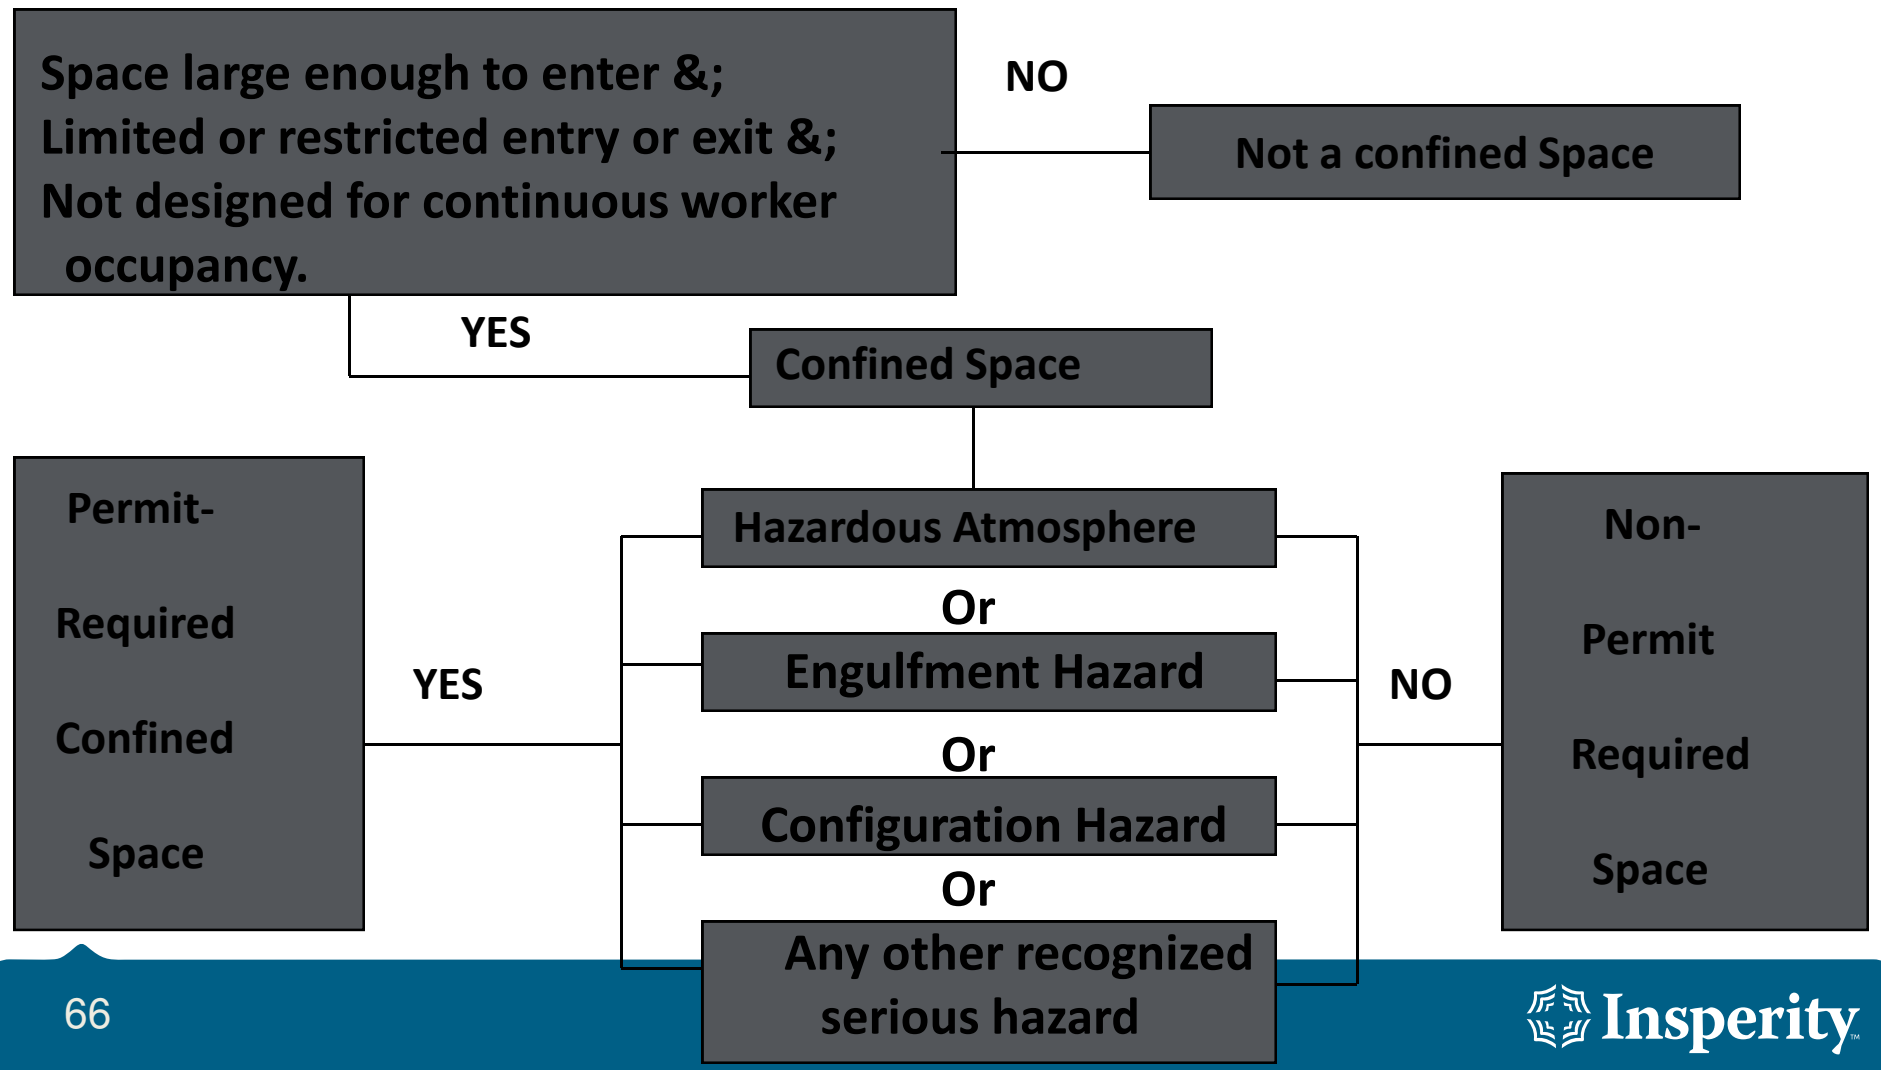 Space large enough to enter &;
Limited or restricted entry or exit &;
Not designed for continuous worker
occupancy.
NO
Not a confined Space
YES
Confined Space
Permit-
Required
Confined
Space
YES
Hazardous Atmosphere
Or
Engulfment Hazard
Or
Configuration Hazard
Or
Any other recognized
serious hazard
NO
Non-
Permit
Required
Space
66
Insperity™